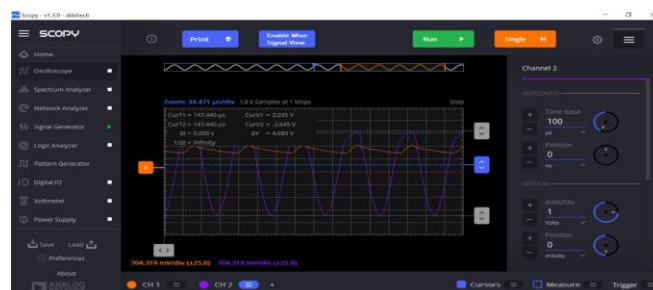 Scopy - v1.3.0 - ddafiec6
SCOPY
Print
Enable Mixed
Signal View
Run
Single
Home
Oscilloscope
Spectrum Analyzer
Network Analyzer
Signal Generator
Logic Analyzer
Pattern Generator
Digital IO
Voltmeter
Power Supply
Save
Load
Preferences
About
ANALOG
Zoom: 34.471 µs/div 1.6 k Samples at 1 Msps
Stop
CurT1 = 147.440 µs
CurV1 = 2.035 V
CurT2 = 147.440 µs
CurV2 = -2.645 V
Δt = 0.000 s
ΔV = 4.680 V
1/Δt = Infinity
704.319 mV/div (±25.0)
704.319 mV/div (±25.0)
CH 1
CH 2
+
Cursors
Measure
Trigger
Channel 2
HORIZONTAL
Time Base
100
µs
Position
0
ns
VERTICAL
Volts/Div
1
Volts
Position
0
mVolts